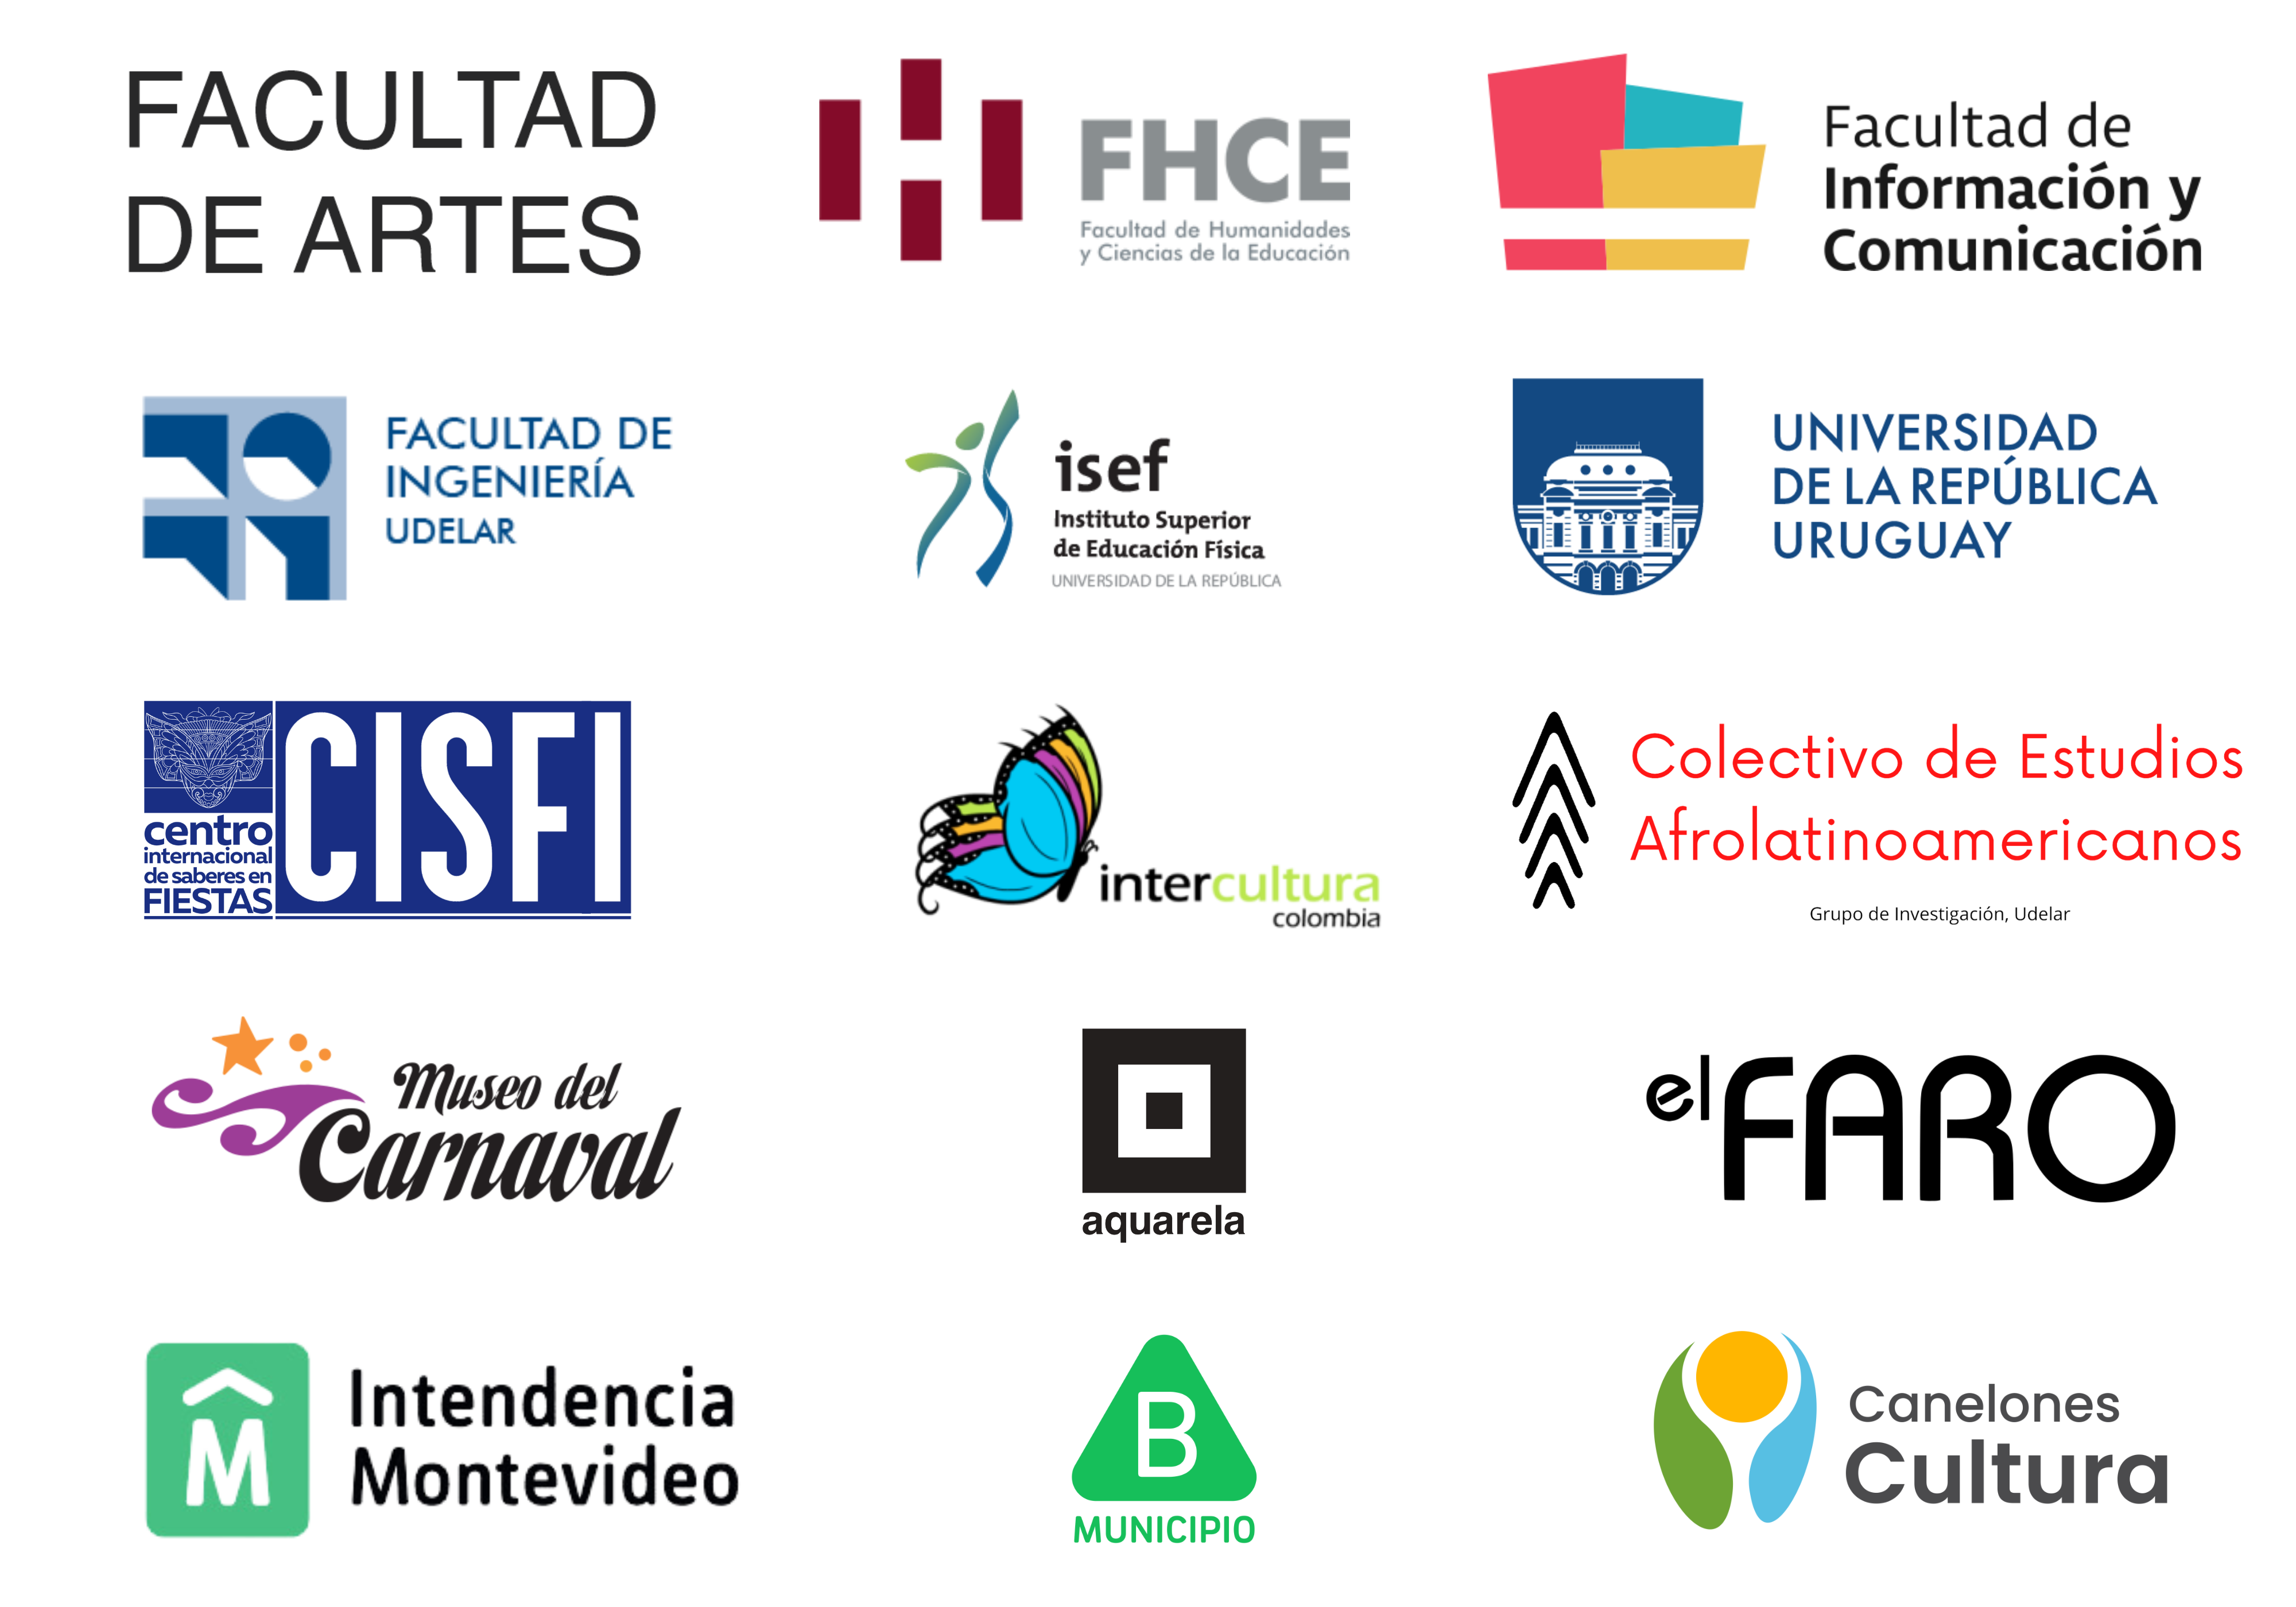 FACULTAD
DE ARTES
FHCE
Facultad de Humanidades
y Ciencias de la Educación
Facultad de
Información y
Comunicación
FACULTAD DE
INGENIERÍA
UDELAR
isef
Instituto Superior
de Educación Física
UNIVERSIDAD DE LA REPÚBLICA
UNIVERSIDAD
DE LA REPÚBLICA
URUGUAY
centro
internacional
de saberes en
FIESTAS
CISFI
intercultura
colombia
Colectivo de Estudios
Afrolatinoamericanos
Grupo de Investigación, Udelar
Museo del
Carnaval
aquarela
el FARO
M
Intendencia
Montevideo
B
MUNICIPIO
Canelones
Cultura